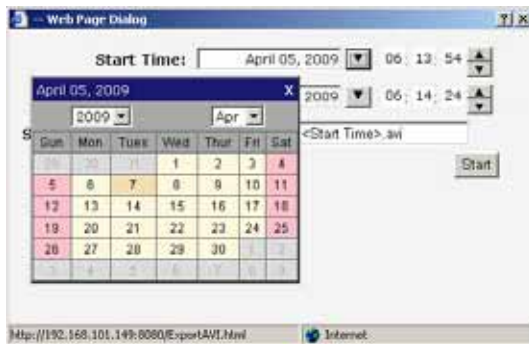 -- Web Page Dialog
Start Time: April 05, 2009 06 : 13 : 54
April 05, 2009 X
2009 06 : 14 : 24
2009 Apr
S <Start Time>.avi
Sun Mon Tues Wed Thur Fri Sat
29 30 31 1 2 3 4
Start
5 6 7 8 9 10 11
12 13 14 15 16 17 18
19 20 21 22 23 24 25
26 27 28 29 30 1 2
3 4 5 6 7 8 9
http://192.168.101.149:8080/ExportAVI.html Internet